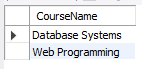 CourseName
Database Systems
Web Programming